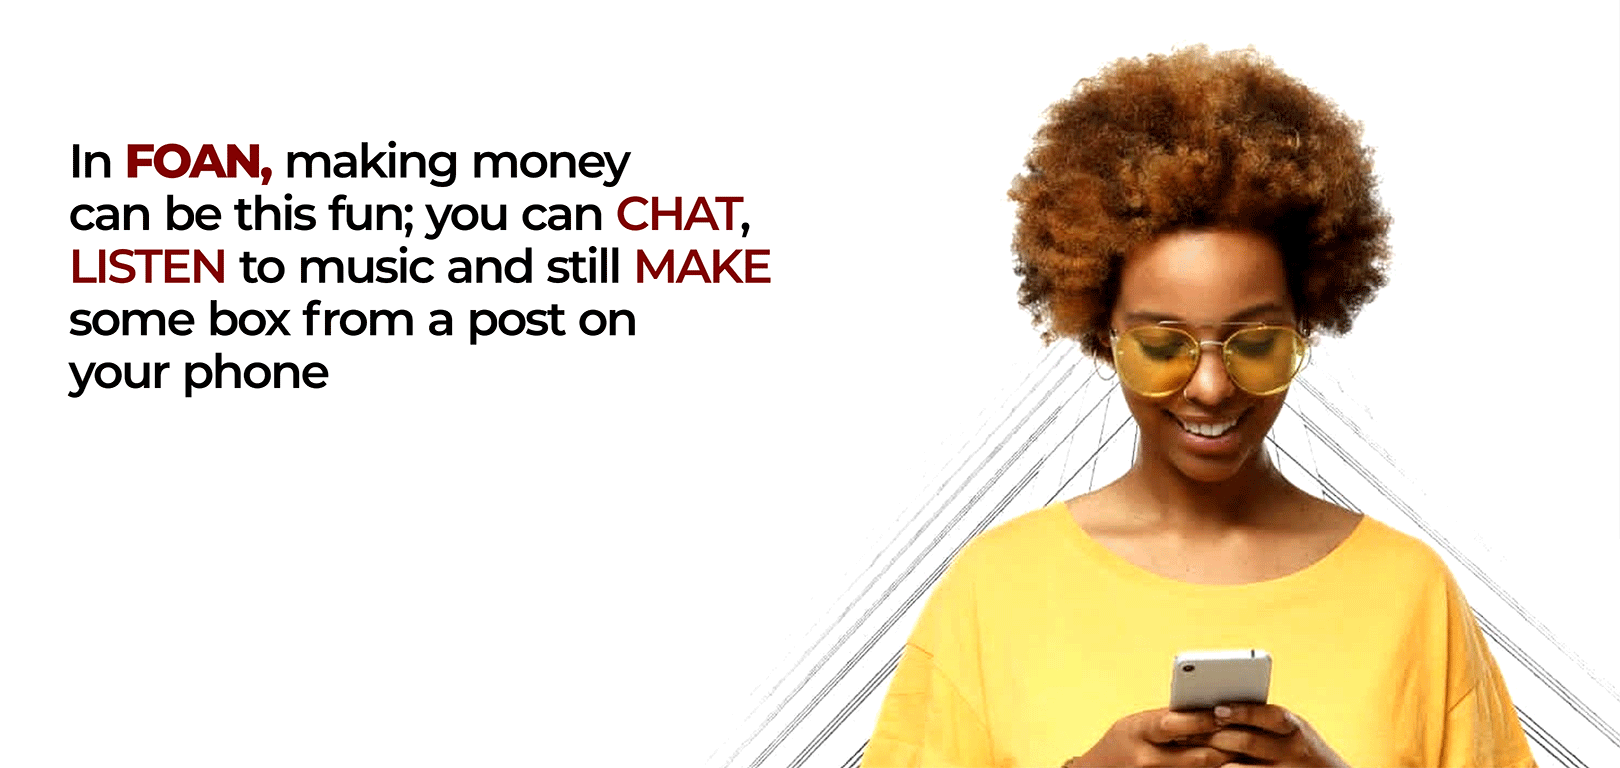 In FOAN, making money
can be this fun; you can CHAT,
LISTEN to music and still MAKE
some box from a post on
your phone